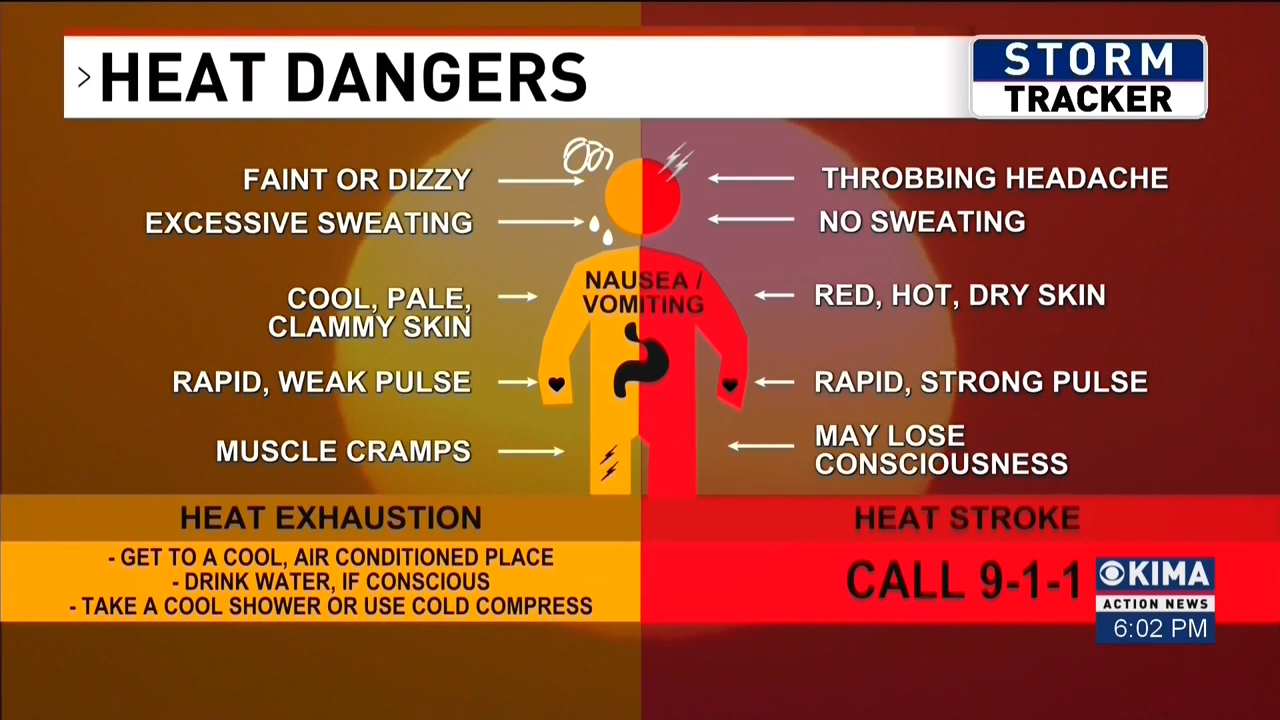 > HEAT DANGERS
STORM
TRACKER
FAINT OR DIZZY
EXCESSIVE SWEATING
COOL, PALE,
CLAMMY SKIN
RAPID, WEAK PULSE
MUSCLE CRAMPS
NAUSEA /
VOMITING
THROBBING HEADACHE
NO SWEATING
RED, HOT, DRY SKIN
RAPID, STRONG PULSE
MAY LOSE
CONSCIOUSNESS
HEAT EXHAUSTION
- GET TO A COOL, AIR CONDITIONED PLACE
- DRINK WATER, IF CONSCIOUS
- TAKE A COOL SHOWER OR USE COLD COMPRESS
HEAT STROKE
CALL 9-1-1
KIMA
ACTION NEWS
6:02 PM